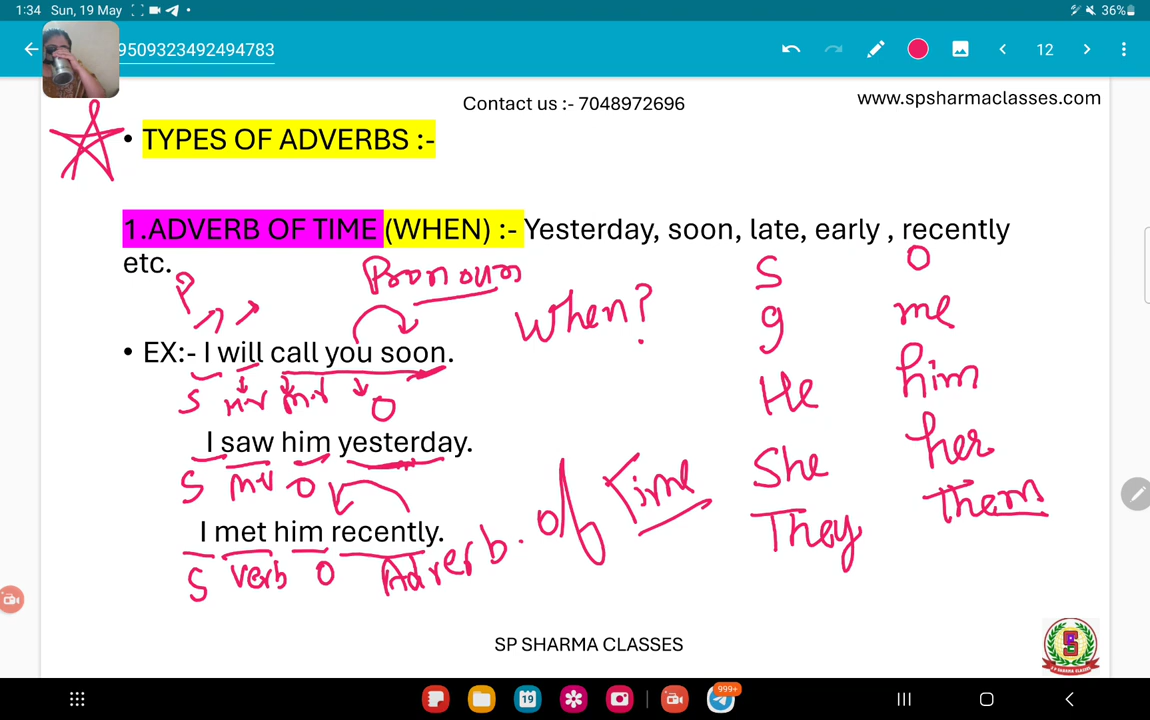 1:34 Sun, 19 May 36%
9509323492494783 12
Contact us :- 7048972696 www.spsharmaclasses.com
• TYPES OF ADVERBS :-
1.ADVERB OF TIME (WHEN) :- Yesterday, soon, late, early , recently
etc.
P Pronoun When? S O
• EX:- I will call you soon.
S O
I saw him yesterday.
S O
I met him recently.
S verb O Adverb. of Time
me
He him
She her
They Them
SP SHARMA CLASSES
S
19 999+